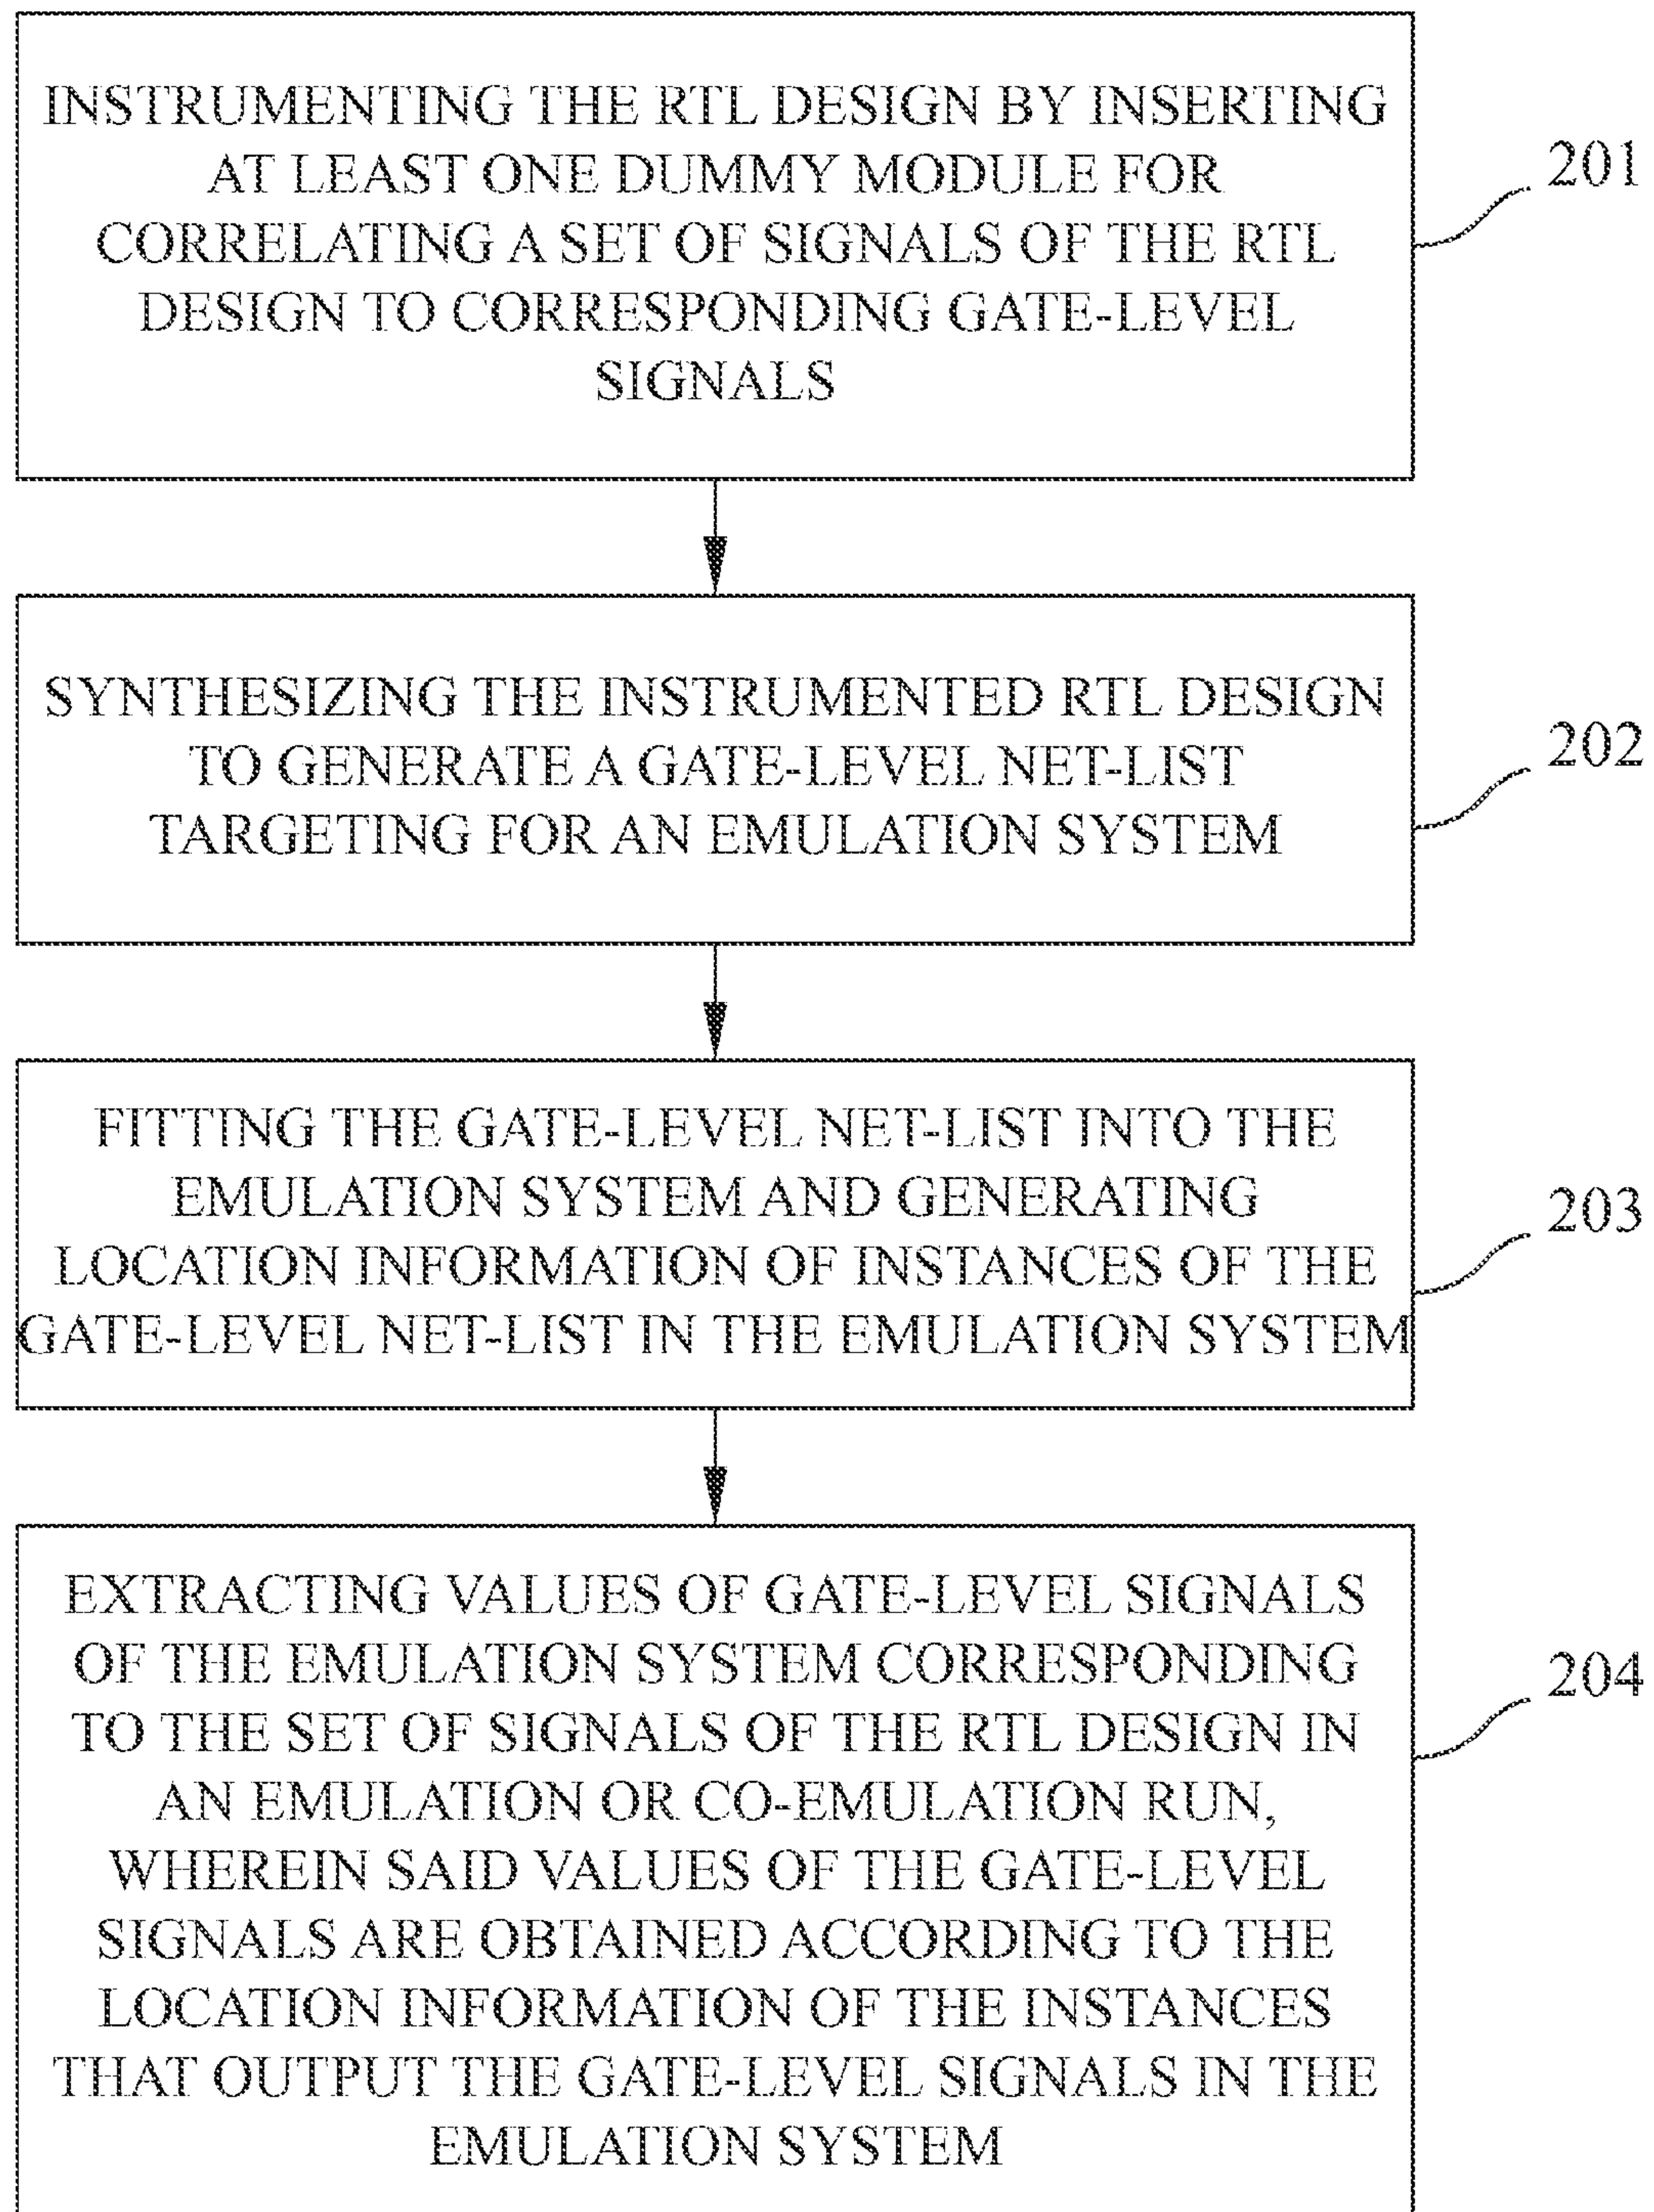 INSTRUMENTING THE RTL DESIGN BY INSERTING
AT LEAST ONE DUMMY MODULE FOR
CORRELATING A SET OF SIGNALS OF THE RTL
DESIGN TO CORRESPONDING GATE-LEVEL
SIGNALS
201
SYNTHESIZING THE INSTRUMENTED RTL DESIGN
TO GENERATE A GATE-LEVEL NET-LIST
TARGETING FOR AN EMULATION SYSTEM
202
FITTING THE GATE-LEVEL NET-LIST INTO THE
EMULATION SYSTEM AND GENERATING
LOCATION INFORMATION OF INSTANCES OF THE
GATE-LEVEL NET-LIST IN THE EMULATION SYSTEM
203
EXTRACTING VALUES OF GATE-LEVEL SIGNALS
OF THE EMULATION SYSTEM CORRESPONDING
TO THE SET OF SIGNALS OF THE RTL DESIGN IN
AN EMULATION OR CO-EMULATION RUN,
WHEREIN SAID VALUES OF THE GATE-LEVEL
SIGNALS ARE OBTAINED ACCORDING TO THE
LOCATION INFORMATION OF THE INSTANCES
THAT OUTPUT THE GATE-LEVEL SIGNALS IN THE
EMULATION SYSTEM
204